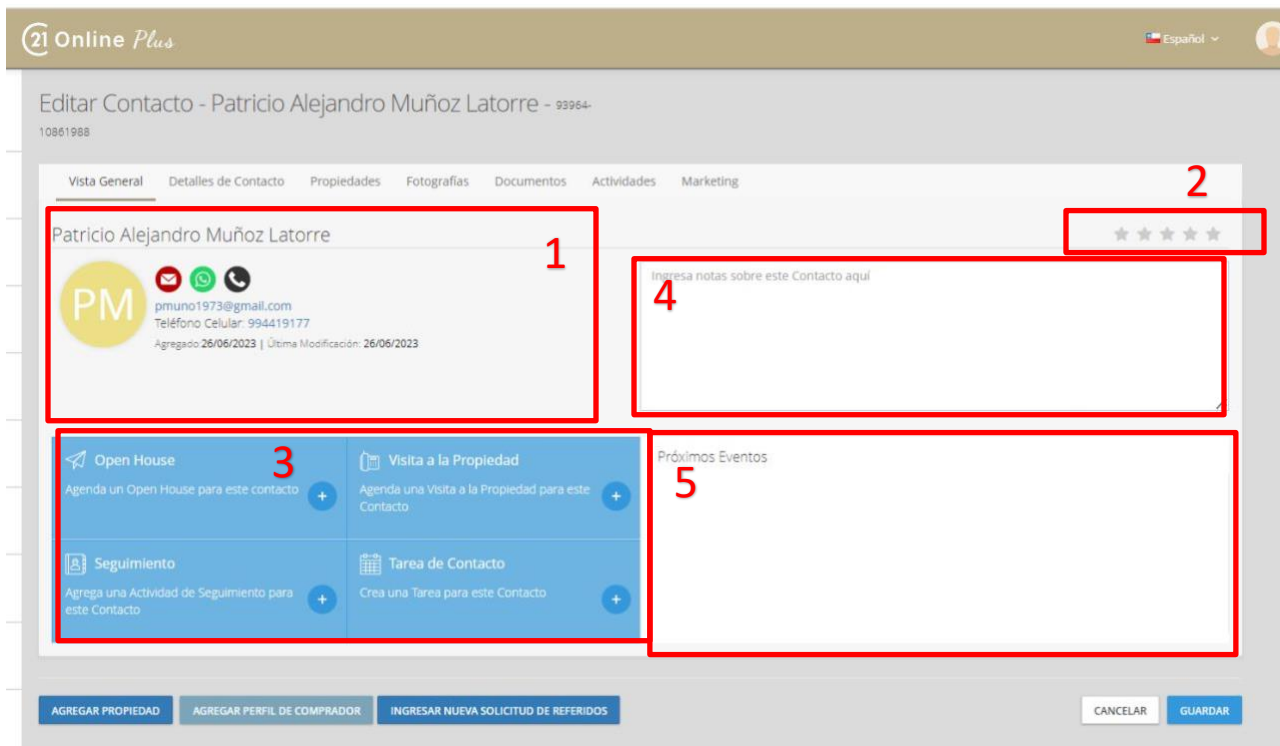 21 Online Plus
Español
Editar Contacto - Patricio Alejandro Muñoz Latorre - 93964-
10861988
Vista General Detalles de Contacto Propiedades Fotografías Documentos Actividades Marketing
2
Patricio Alejandro Muñoz Latorre
1
PM
pmuno1973@gmail.com
Teléfono Celular: 994419177
Agregado:26/06/2023 | Última Modificación: 26/06/2023
Ingresa notas sobre este Contacto aquí
4
Open House
Agenda un Open House para este contacto
3
Visita a la Propiedad
Agenda una Visita a la Propiedad para este
Contacto
Seguimiento
Agrega una Actividad de Seguimiento para
este Contacto
Tarea de Contacto
Crea una Tarea para este Contacto
Próximos Eventos
5
AGREGAR PROPIEDAD AGREGAR PERFIL DE COMPRADOR INGRESAR NUEVA SOLICITUD DE REFERIDOS CANCELAR GUARDAR